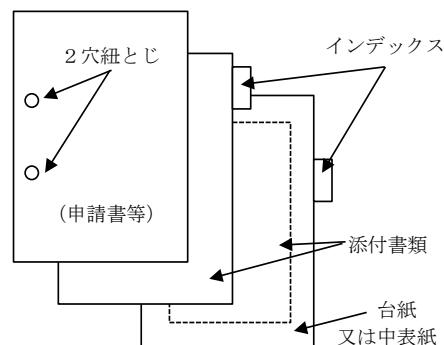 インデックス
２穴紐とじ
（申請書等）
添付書類
台紙
又は中表紙